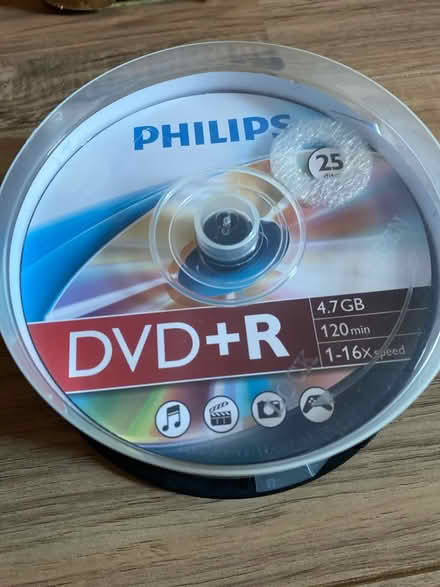 PHILIPS
25
DVD+R
4.7GB
120 min
1-16x speed